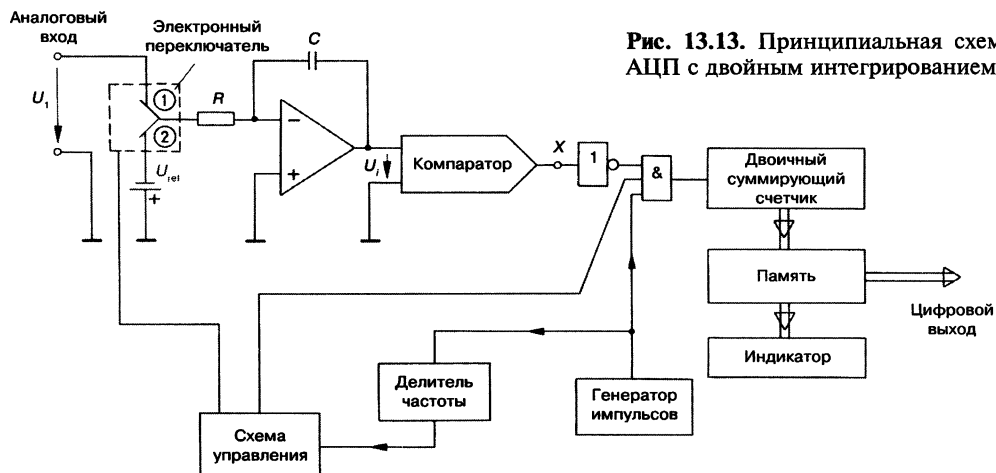 Аналоговый
вход
Электронный
переключатель
C
Рис. 13.13. Принципиальная схем
АЦП с двойным интегрированием
U₁
1
R
2
−
+
Uᵢ
Компаратор
X
1
&
Двоичный
суммирующий
счетчик
+
Память
Цифровой
выход
Индикатор
Делитель
частоты
Генератор
импульсов
Схема
управления